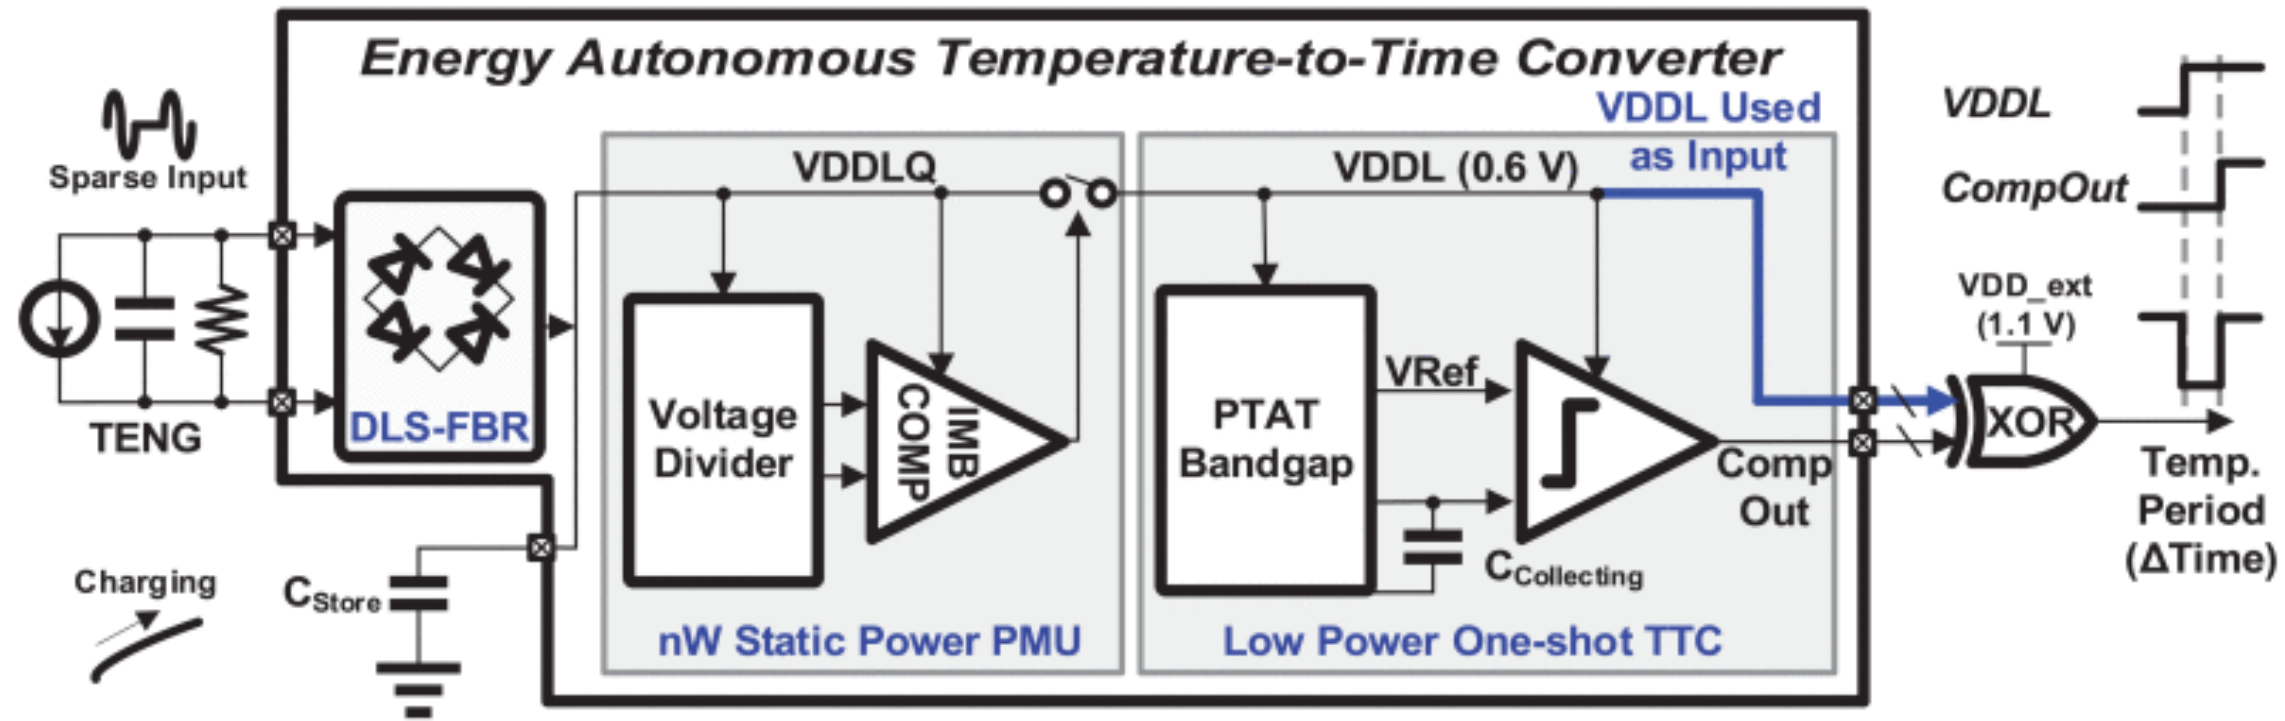 Energy Autonomous Temperature-to-Time Converter
Sparse Input
TENG
DLS-FBR
Charging
CStore
VDDLQ
Voltage
Divider
IMB
COMP
nW Static Power PMU
VDDL Used
as Input
VDDL (0.6 V)
PTAT
Bandgap
VRef
CCollecting
Comp
Out
Low Power One-shot TTC
VDDL
CompOut
VDD_ext
(1.1 V)
XOR
Temp.
Period
(ΔTime)